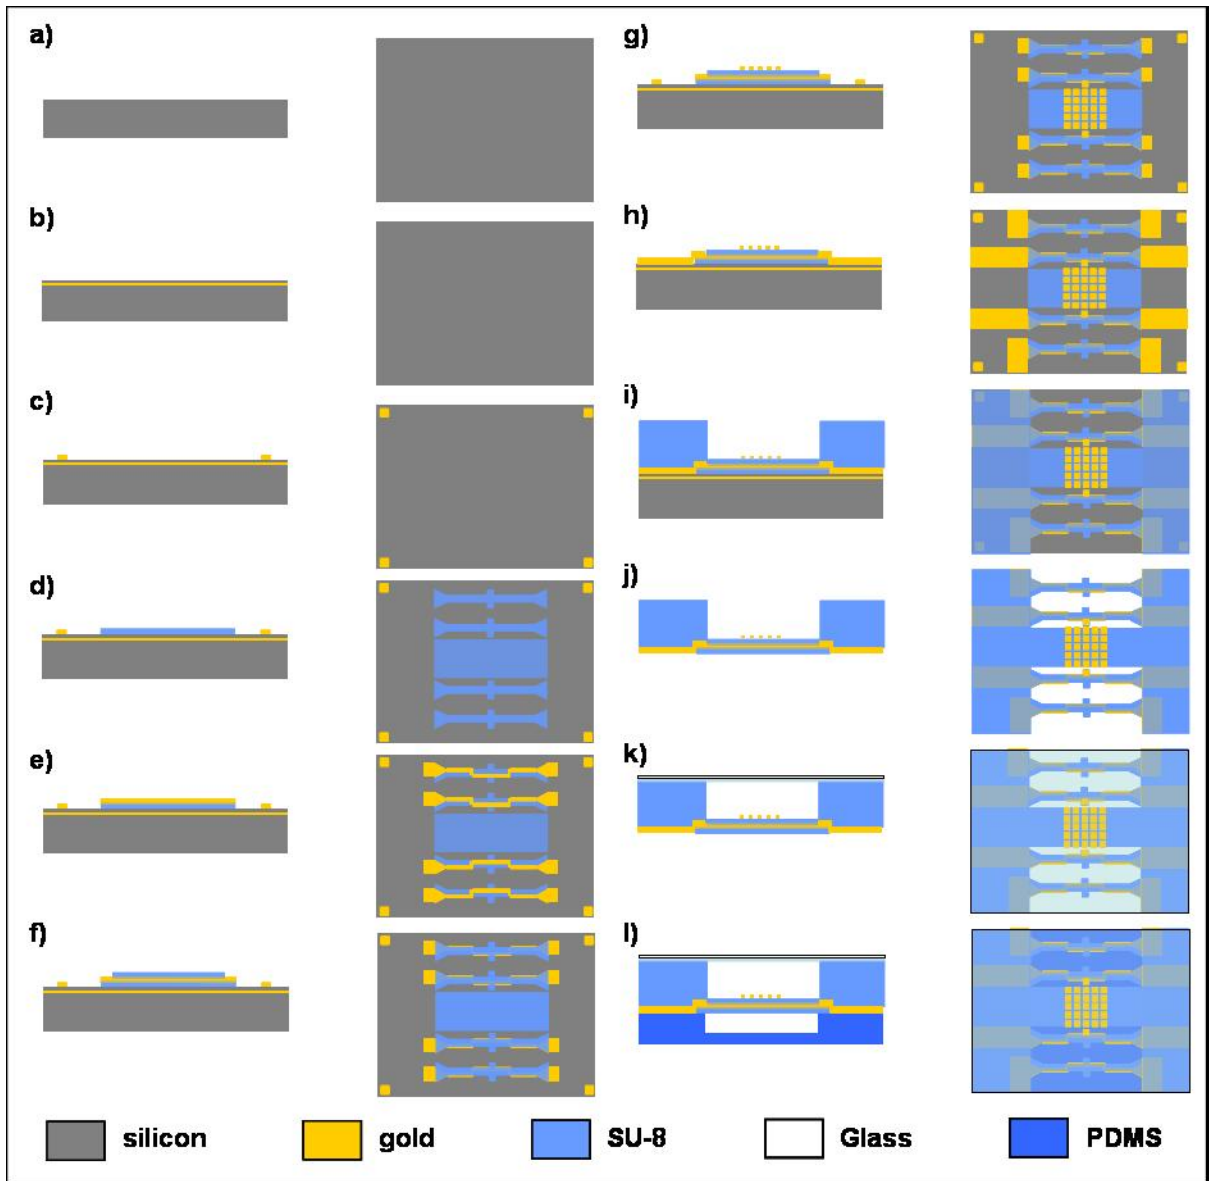 a)
b)
c)
d)
e)
f)
g)
h)
i)
j)
k)
l)
silicon gold SU-8 Glass PDMS